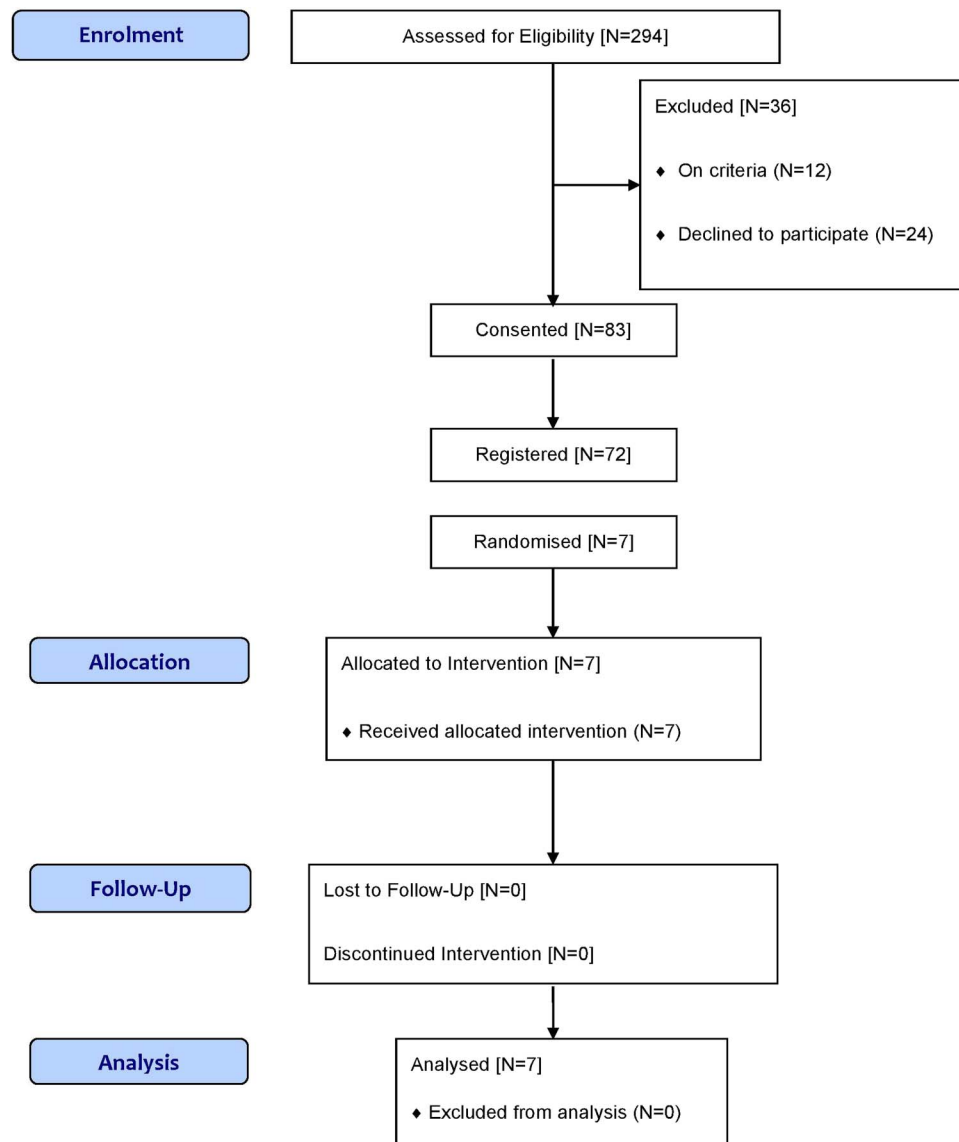 Enrolment
Assessed for Eligibility [N=294]
Excluded [N=36]
♦ On criteria (N=12)
♦ Declined to participate (N=24)
Consented [N=83]
Registered [N=72]
Randomised [N=7]
Allocation
Allocated to Intervention [N=7]
♦ Received allocated intervention (N=7)
Follow-Up
Lost to Follow-Up [N=0]
Discontinued Intervention [N=0]
Analysis
Analysed [N=7]
♦ Excluded from analysis (N=0)